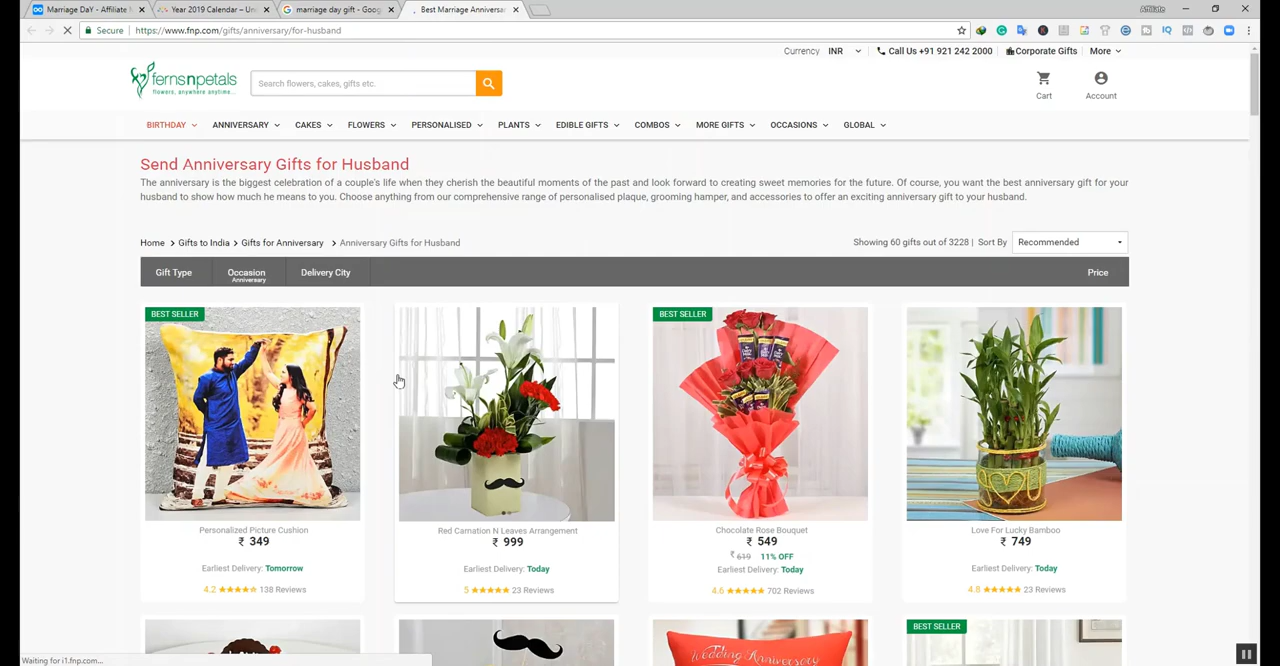 Marriage DaY - Affiliate M
Year 2019 Calendar – Un
marriage day gift - Goog
Best Marriage Anniversar
Affiliate
Secure
https://www.fnp.com/gifts/anniversary/for-husband
Currency INR Call Us +91 921 242 2000 Corporate Gifts More
fernsnpetals
flowers, anywhere anytime...
Search flowers, cakes, gifts etc.
Cart
Account
BIRTHDAY ANNIVERSARY CAKES FLOWERS PERSONALISED PLANTS EDIBLE GIFTS COMBOS MORE GIFTS OCCASIONS GLOBAL
Send Anniversary Gifts for Husband
The anniversary is the biggest celebration of a couple's life when they cherish the beautiful moments of the past and look forward to creating sweet memories for the future. Of course, you want the best anniversary gift for your
husband to show how much he means to you. Choose anything from our comprehensive range of personalised plaque, grooming hamper, and accessories to offer an exciting anniversary gift to your husband.
Home > Gifts to India > Gifts for Anniversary > Anniversary Gifts for Husband
Showing 60 gifts out of 3228 | Sort By Recommended
Gift Type
Occasion
Anniversary
Delivery City
Price
BEST SELLER
Personalized Picture Cushion
₹ 349
Earliest Delivery: Tomorrow
4.2 138 Reviews
Red Carnation N Leaves Arrangement
₹ 999
Earliest Delivery: Today
5 23 Reviews
BEST SELLER
Chocolate Rose Bouquet
₹ 549
₹ 619 11% OFF
Earliest Delivery: Today
4.6 702 Reviews
Love For Lucky Bamboo
₹ 749
Earliest Delivery: Today
4.8 23 Reviews
Wedding Anniversary
BEST SELLER
Waiting for i1.fnp.com...